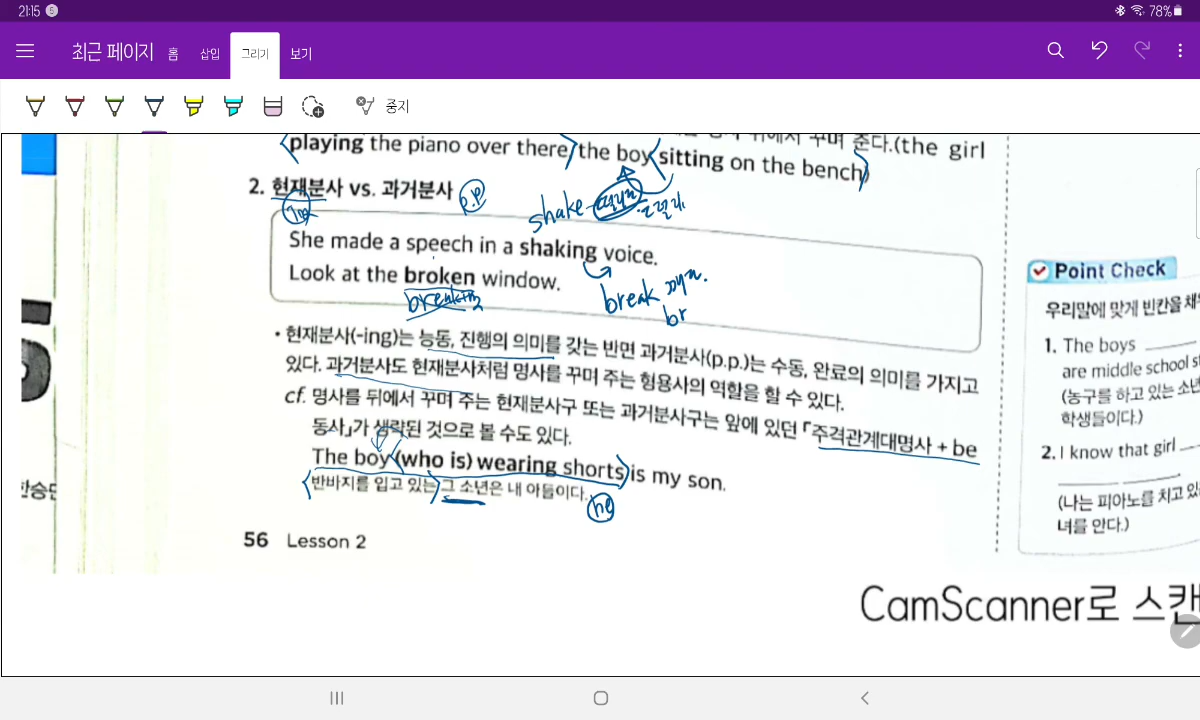 21:15 S 78%
최근 페이지 홈 삽입 그리기 보기
중지
꾸며 준다.(the girl
playing the piano over there, the boy sitting on the bench)
2. 현재분사 vs. 과거분사 p.p
ing
shake
She made a speech in a shaking voice.
Look at the broken window.
breaking
break
br
• 현재분사(-ing)는 능동, 진행의 의미를 갖는 반면 과거분사(p.p.)는 수동, 완료의 의미를 가지고
있다. 과거분사도 현재분사처럼 명사를 꾸며 주는 형용사의 역할을 할 수 있다.
cf. 명사를 뒤에서 꾸며 주는 현재분사구 또는 과거분사구는 앞에 있던 「주격관계대명사 + be
동사」가 생략된 것으로 볼 수도 있다.
The boy (who is) wearing shorts is my son.
반바지를 입고 있는 그 소년은 내 아들이다.
he
56 Lesson 2
Point Check
우리말에 맞게 빈칸을
1. The boys
are middle school
(농구를 하고 있는
학생들이다.)
2. I know that girl
(나는 피아노를 치고
녀를 안다.)
CamScanner로 스캔